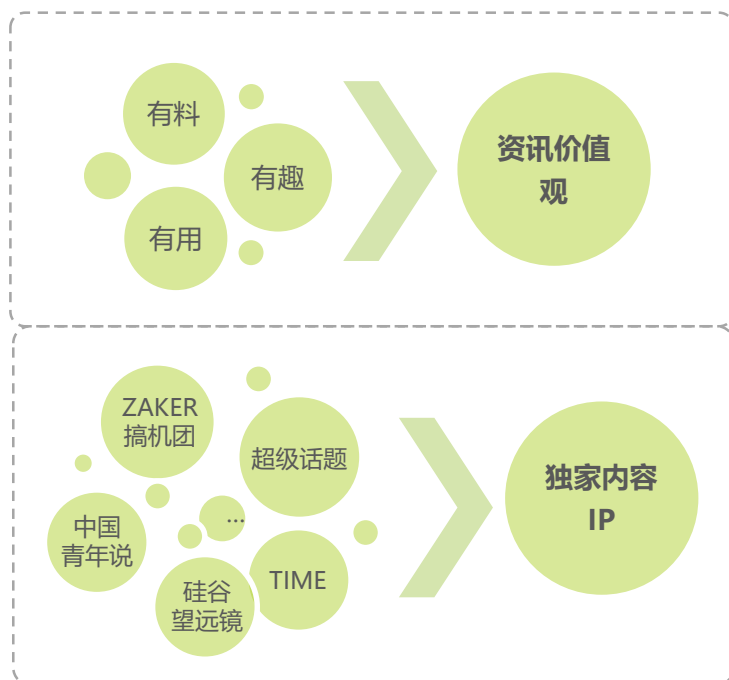 有料
有趣
有用
资讯价值
观
ZAKER
搞机团
超级话题
中国
青年说
...
硅谷
望远镜
TIME
独家内容
IP